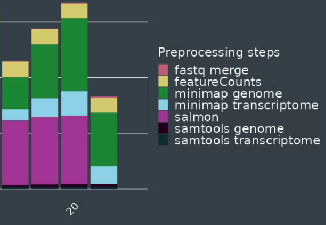 Preprocessing steps
fastq merge
featureCounts
minimap genome
minimap transcriptome
salmon
samtools genome
samtools transcriptome
20